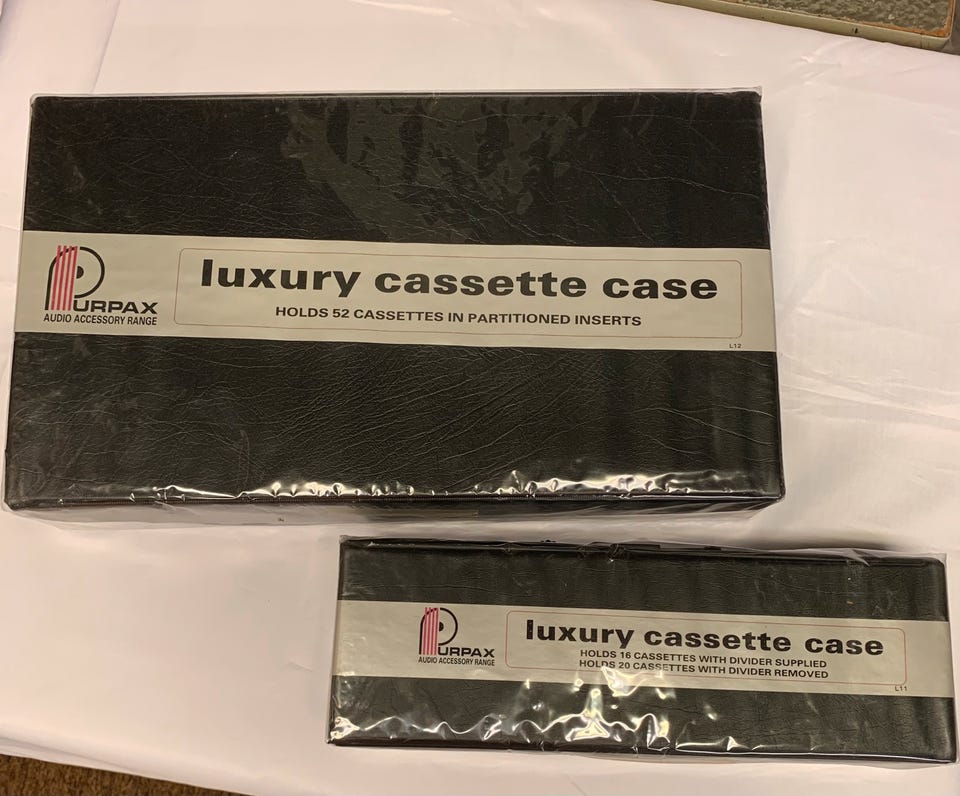 luxury cassette case
PURPAX
HOLDS 52 CASSETTES IN PARTITIONED INSERTS
AUDIO ACCESSORY RANGE
L12
luxury cassette case
PURPAX
HOLDS 16 CASSETTES WITH DIVIDER SUPPLIED
AUDIO ACCESSORY RANGE
HOLDS 20 CASSETTES WITH DIVIDER REMOVED
L11